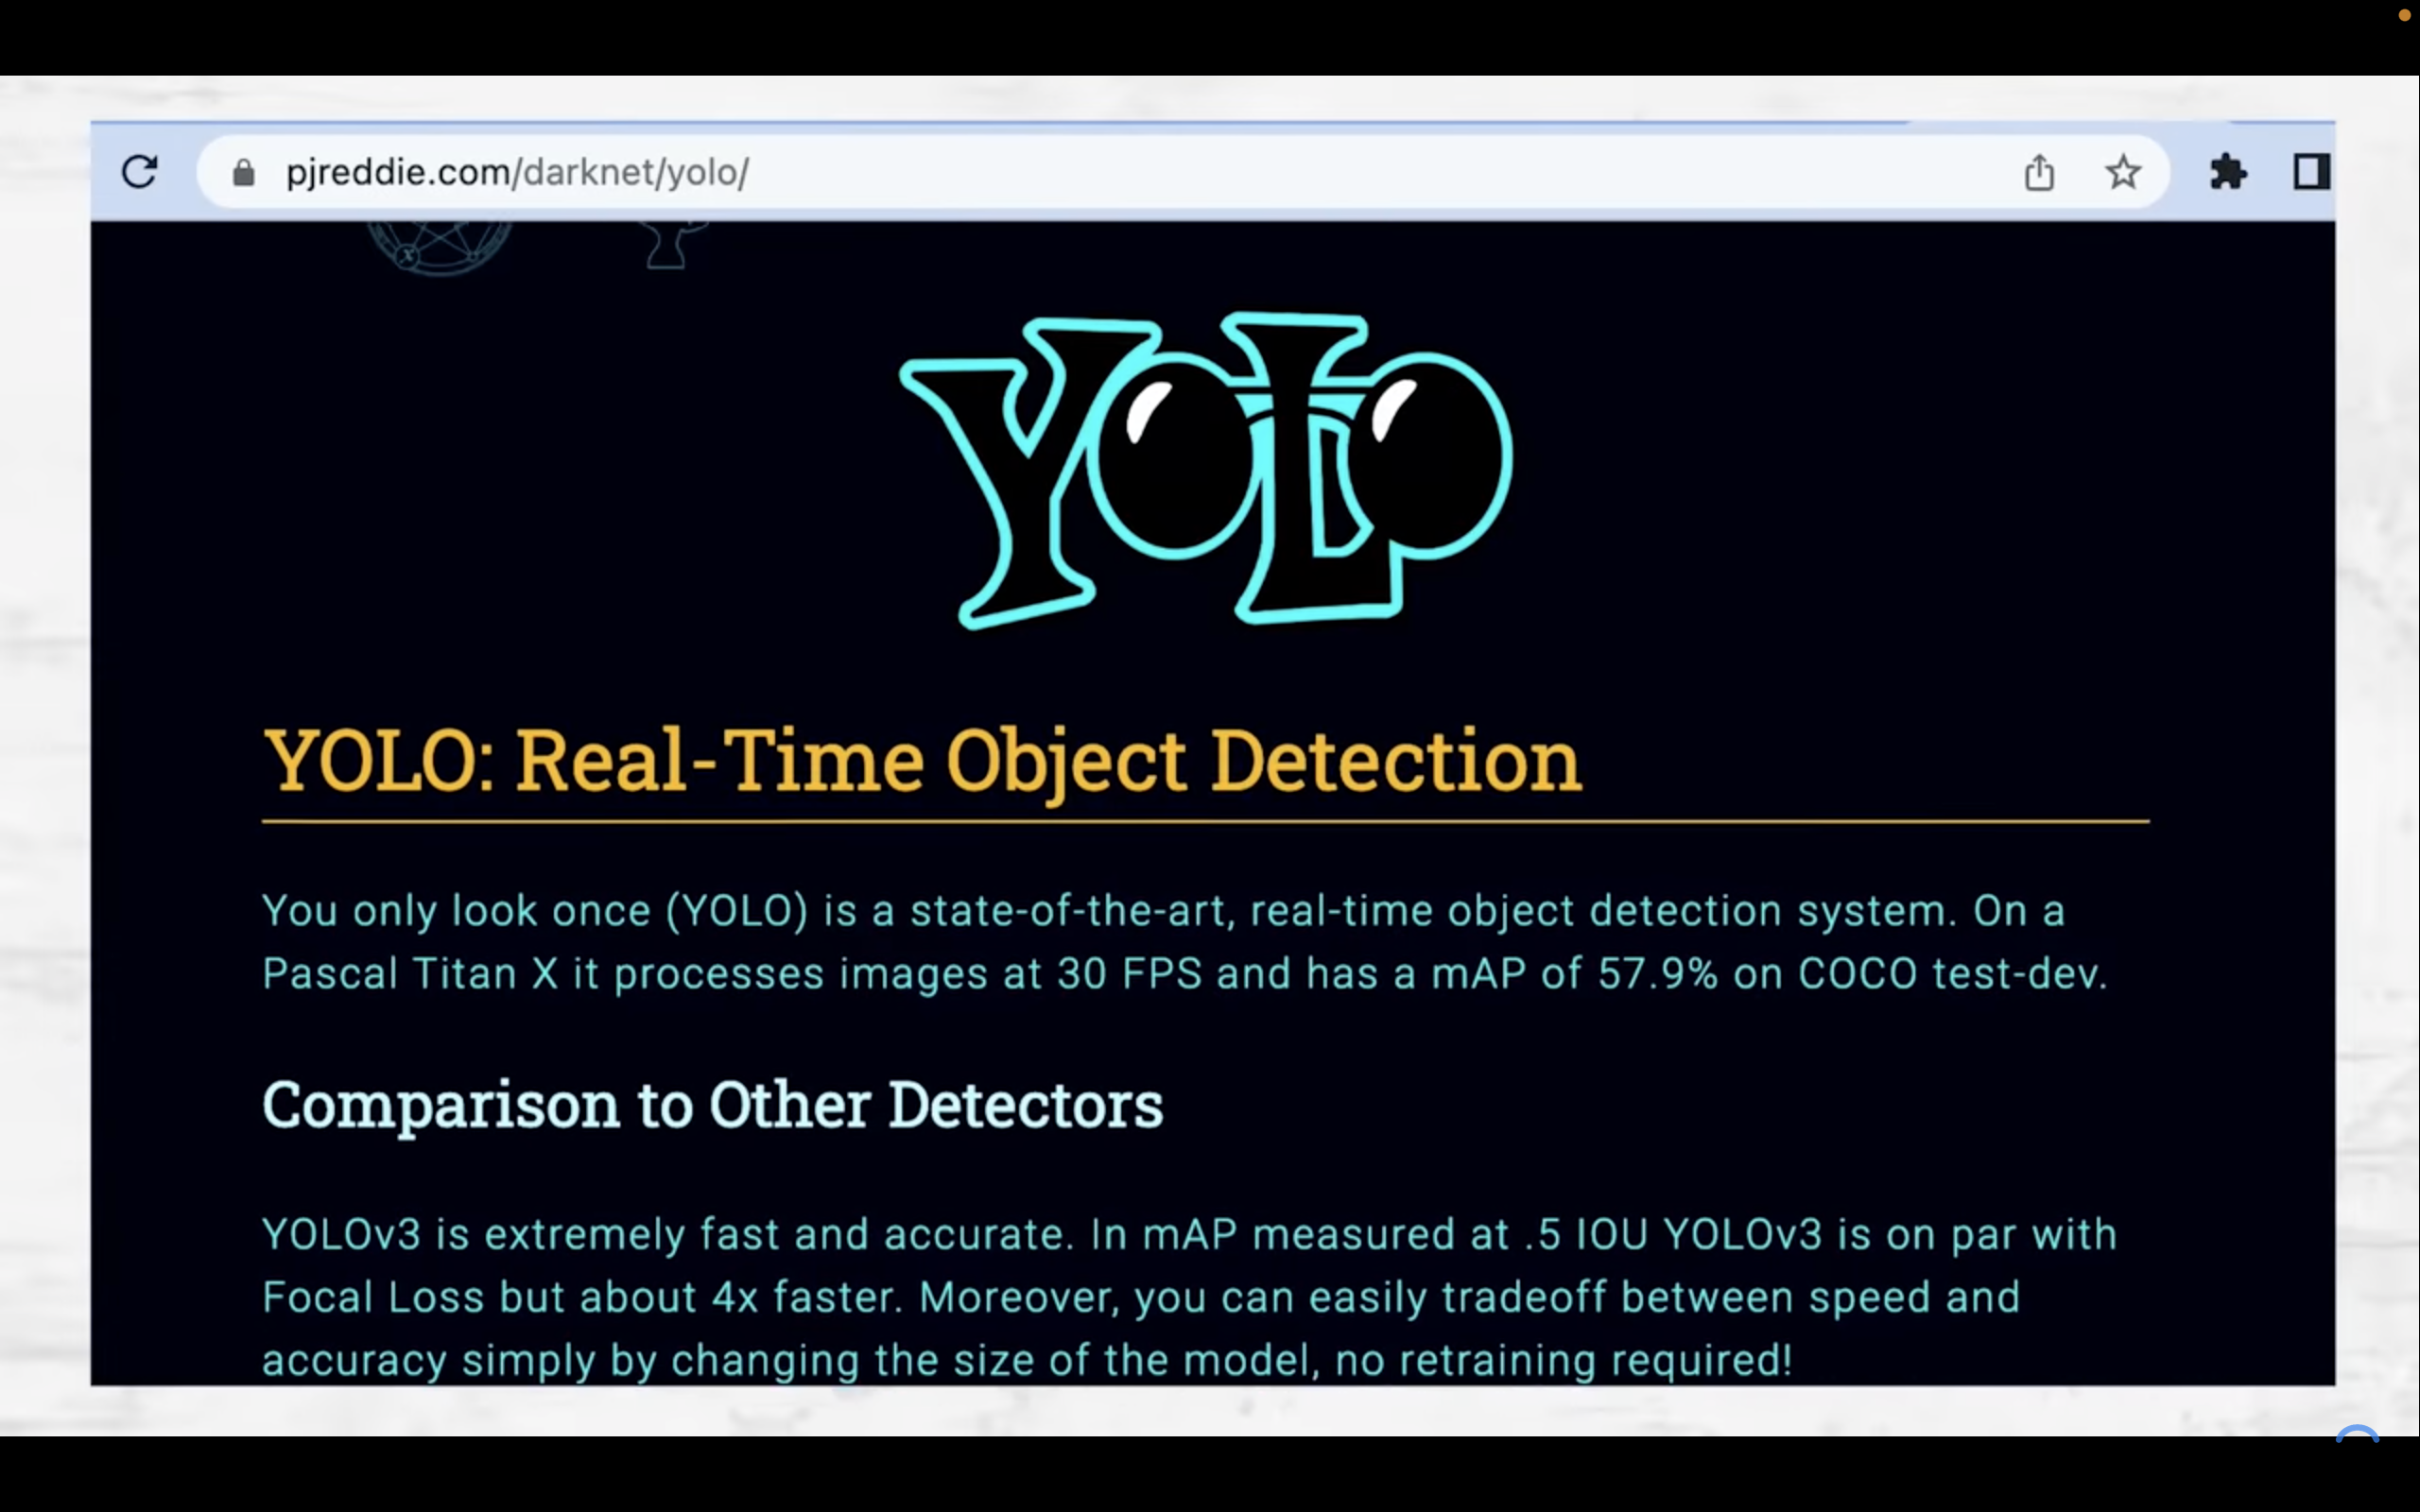 pjreddie.com/darknet/yolo/
YOLO
YOLO: Real-Time Object Detection
You only look once (YOLO) is a state-of-the-art, real-time object detection system. On a
Pascal Titan X it processes images at 30 FPS and has a mAP of 57.9% on COCO test-dev.
Comparison to Other Detectors
YOLOv3 is extremely fast and accurate. In mAP measured at .5 IOU YOLOv3 is on par with
Focal Loss but about 4x faster. Moreover, you can easily tradeoff between speed and
accuracy simply by changing the size of the model, no retraining required!